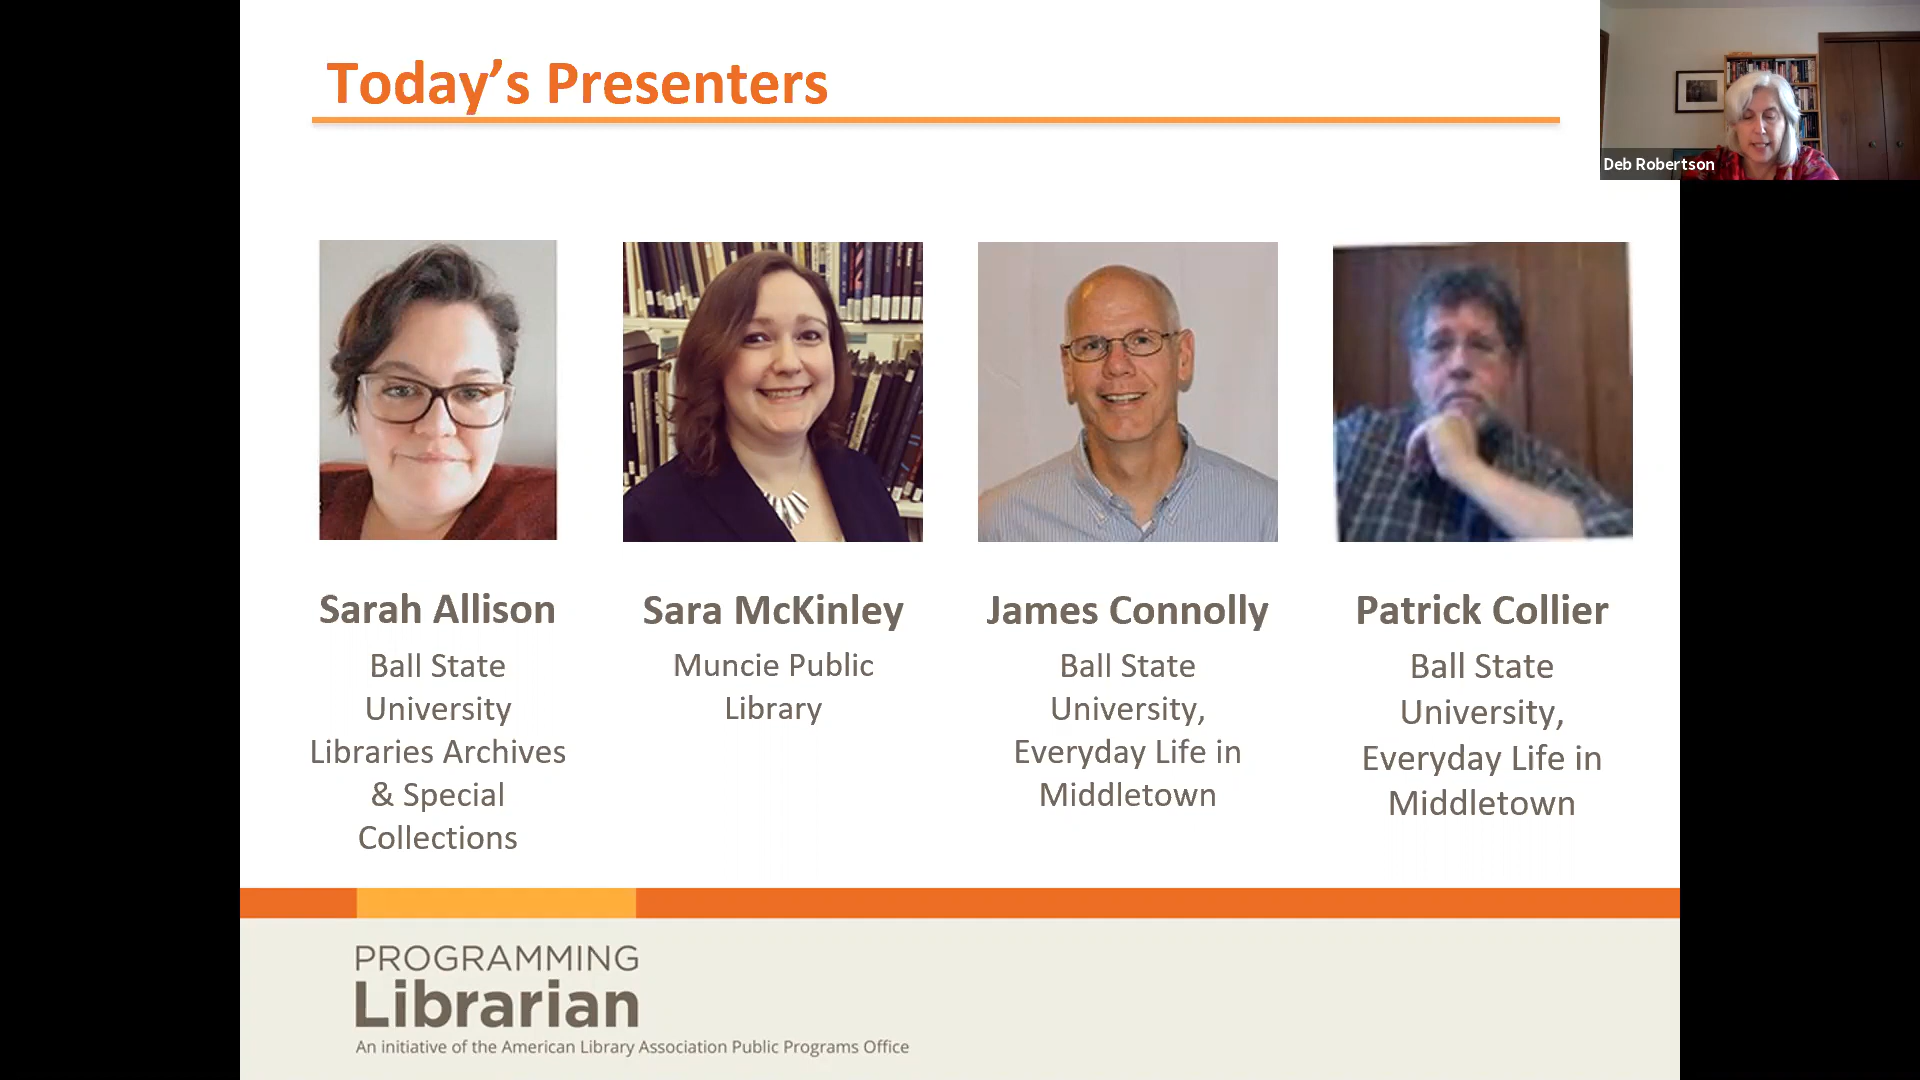 Today’s Presenters
Deb Robertson
Sarah Allison
Ball State
University
Libraries Archives
& Special
Collections
Sara McKinley
Muncie Public
Library
James Connolly
Ball State
University,
Everyday Life in
Middletown
Patrick Collier
Ball State
University,
Everyday Life in
Middletown
PROGRAMMING
Librarian
An initiative of the American Library Association Public Programs Office